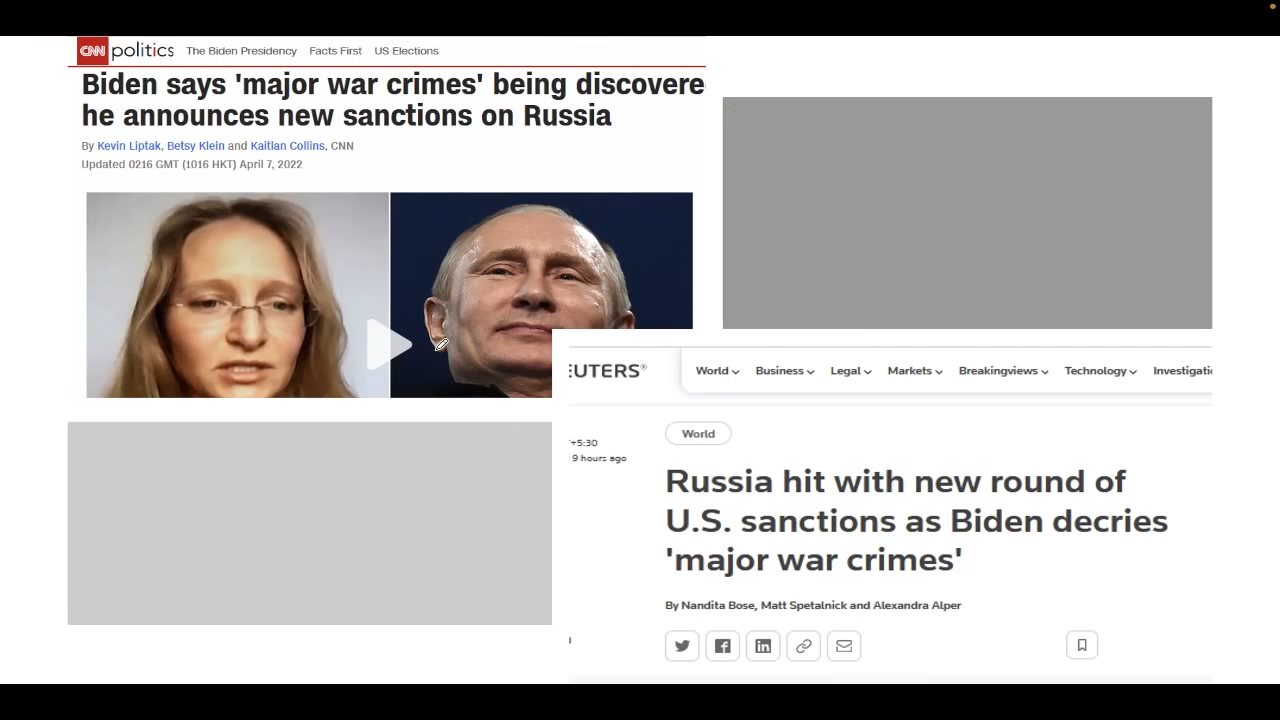 CNN politics The Biden Presidency Facts First US Elections
Biden says 'major war crimes' being discovere
he announces new sanctions on Russia
By Kevin Liptak, Betsy Klein and Kaitlan Collins, CNN
Updated 0216 GMT (1016 HKT) April 7, 2022
EUTERS® World Business Legal Markets Breakingviews Technology Investigati
World
+5:30
9 hours ago
Russia hit with new round of
U.S. sanctions as Biden decries
'major war crimes'
By Nandita Bose, Matt Spetalnick and Alexandra Alper